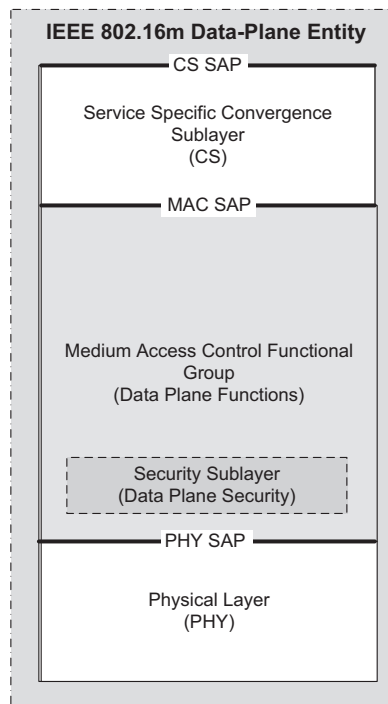 IEEE 802.16m Data-Plane Entity
CS SAP
Service Specific Convergence
Sublayer
(CS)
MAC SAP
Medium Access Control Functional
Group
(Data Plane Functions)
Security Sublayer
(Data Plane Security)
PHY SAP
Physical Layer
(PHY)